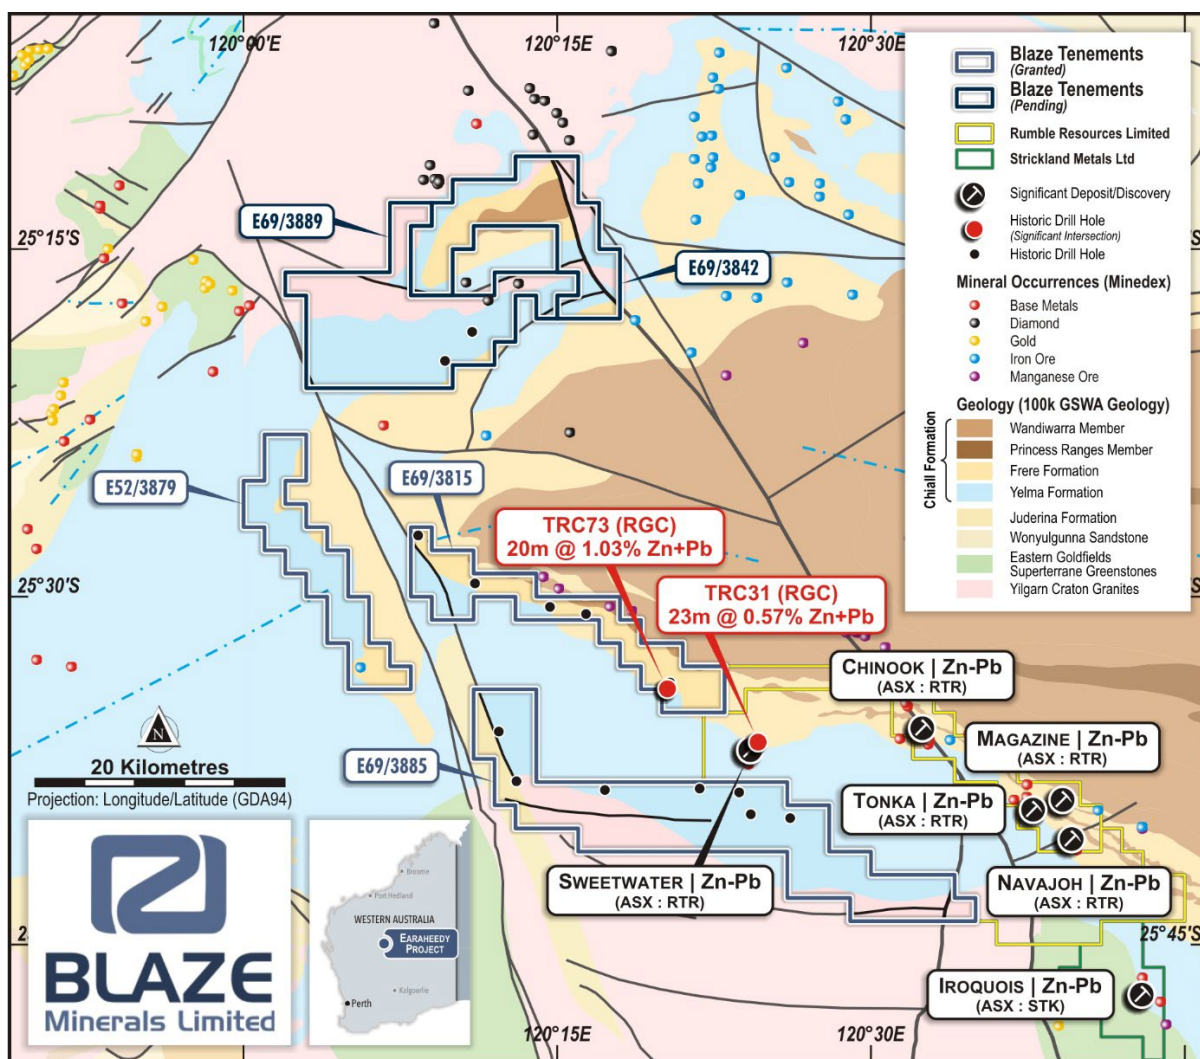 120°00'E
120°15'E
120°30'E
Blaze Tenements
(Granted)
Blaze Tenements
(Pending)
Rumble Resources Limited
Strickland Metals Ltd
Significant Deposit/Discovery
Historic Drill Hole
(Significant Intersection)
Historic Drill Hole
Mineral Occurrences (Minedex)
Base Metals
Diamond
Gold
Iron Ore
Manganese Ore
Geology (100k GSWA Geology)
Chiall Formation
Wandiwarra Member
Princess Ranges Member
Frere Formation
Yelma Formation
Juderina Formation
Wonyulgunna Sandstone
Eastern Goldfields
Superterrane Greenstones
Yilgarn Craton Granites
E69/3889
25°15'S
E69/3842
E52/3879
E69/3815
TRC73 (RGC)
20m @ 1.03% Zn+Pb
25°30'S
TRC31 (RGC)
23m @ 0.57% Zn+Pb
CHINOOK | Zn-Pb
(ASX : RTR)
N
MAGAZINE | Zn-Pb
(ASX : RTR)
E69/3885
20 Kilometres
Projection: Longitude/Latitude (GDA94)
TONKA | Zn-Pb
(ASX : RTR)
SWEETWATER | Zn-Pb
(ASX : RTR)
NAVAJOH | Zn-Pb
(ASX : RTR)
25°45'S
BLAZE
Minerals Limited
Broome
Port Hedland
WESTERN AUSTRALIA
EARAHEEDY
PROJECT
Kalgoorlie
Perth
IROQUOIS | Zn-Pb
(ASX : STK)
120°15'E
120°30'E